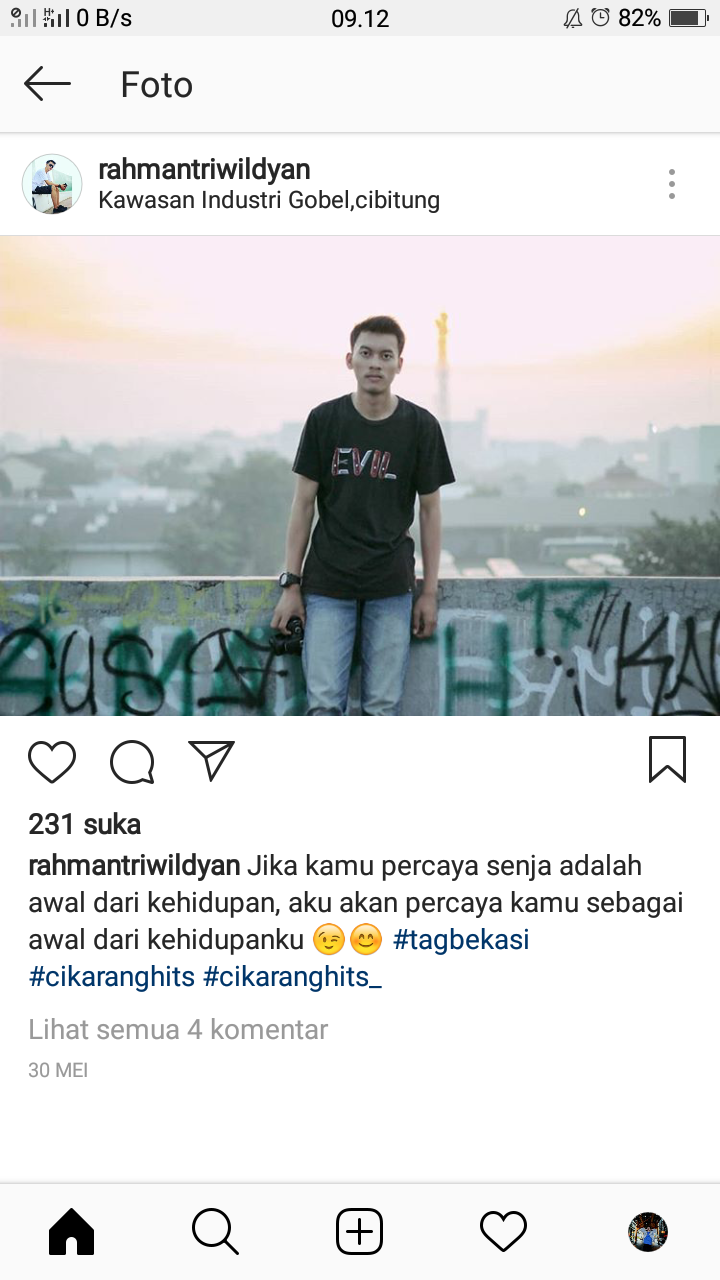 0 B/s 09.12 82%
Foto
rahmantriwildyan
Kawasan Industri Gobel,cibitung
EVIL
17
H
231 suka
rahmantriwildyan Jika kamu percaya senja adalah
awal dari kehidupan, aku akan percaya kamu sebagai
awal dari kehidupanku 😉😊 #tagbekasi
#cikaranghits #cikaranghits_
Lihat semua 4 komentar
30 MEI